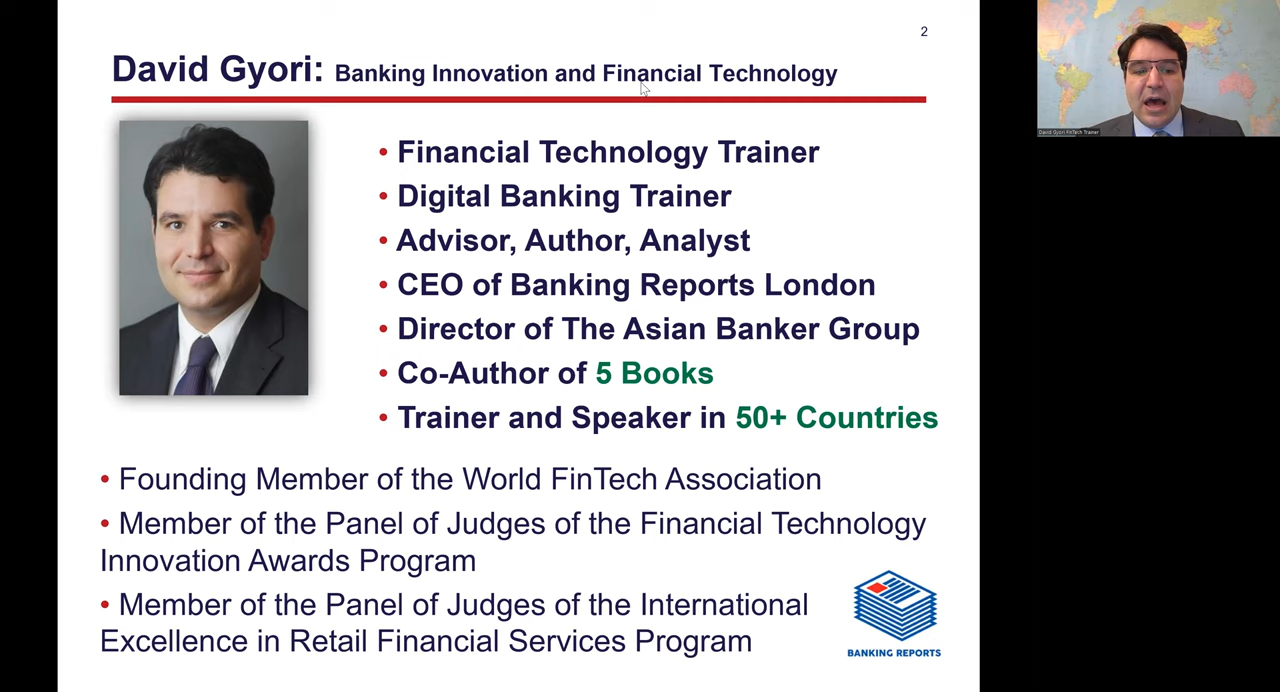 2
David Gyori: Banking Innovation and Financial Technology
• Financial Technology Trainer
• Digital Banking Trainer
• Advisor, Author, Analyst
• CEO of Banking Reports London
• Director of The Asian Banker Group
• Co-Author of 5 Books
• Trainer and Speaker in 50+ Countries
• Founding Member of the World FinTech Association
• Member of the Panel of Judges of the Financial Technology
Innovation Awards Program
• Member of the Panel of Judges of the International
Excellence in Retail Financial Services Program
BANKING REPORTS
David Gyori FinTech Trainer